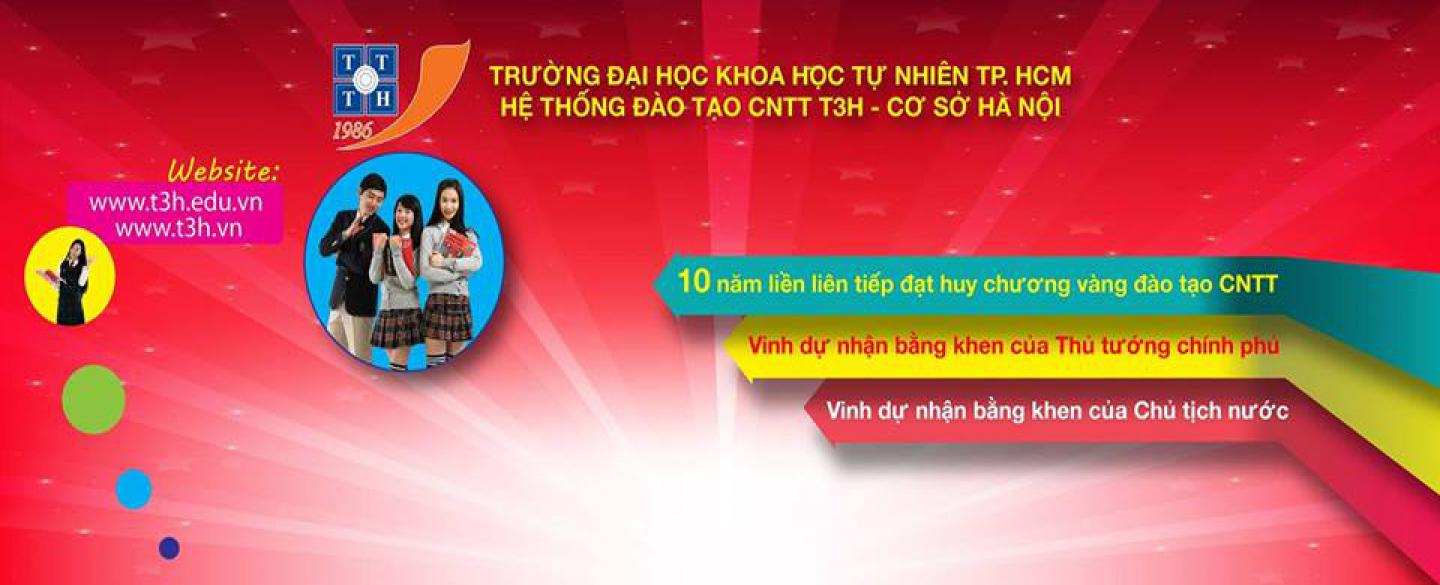 T T
T H
1986
TRƯỜNG ĐẠI HỌC KHOA HỌC TỰ NHIÊN TP. HCM
HỆ THỐNG ĐÀO TẠO CNTT T3H - CƠ SỞ HÀ NỘI
Website:
www.t3h.edu.vn
www.t3h.vn
10 năm liền liên tiếp đạt huy chương vàng đào tạo CNTT
Vinh dự nhận bằng khen của Thủ tướng chính phủ
Vinh dự nhận bằng khen của Chủ tịch nước